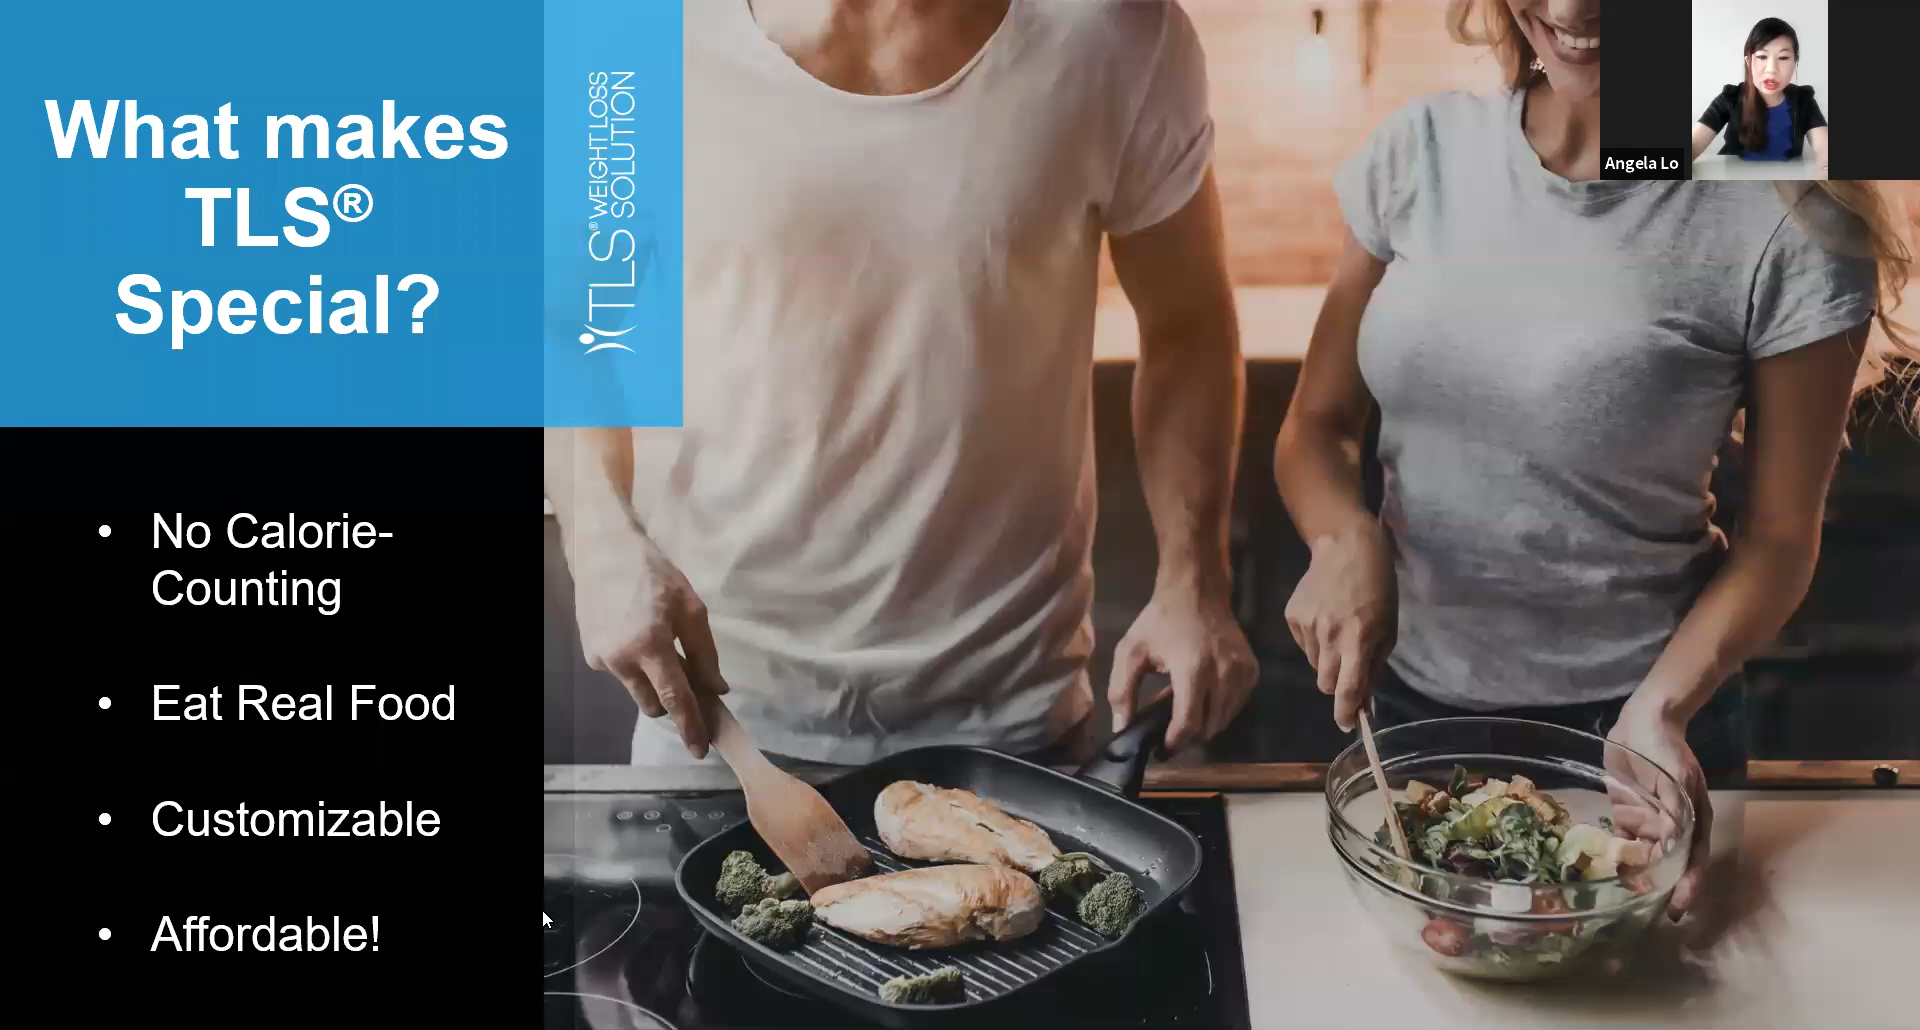 What makes
TLS®
Special?
TLS® WEIGHT LOSS
SOLUTION
No Calorie-
Counting
Eat Real Food
Customizable
Affordable!
Angela Lo